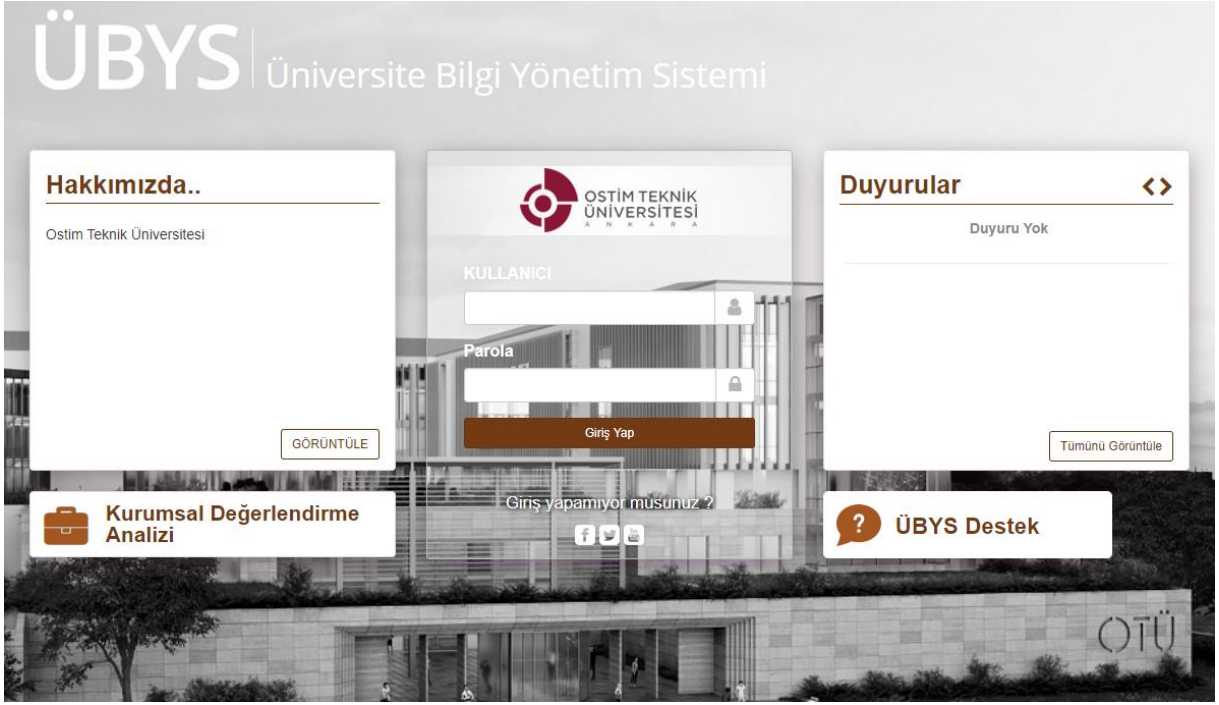 ÜBYS
Üniversite Bilgi Yönetim Sistemi
Hakkımızda..
Ostim Teknik Üniversitesi
GÖRÜNTÜLE
Kurumsal Değerlendirme
Analizi
OSTİM TEKNİK
ÜNİVERSİTESİ
ANKARA
KULLANICI
Parola
Giriş Yap
Giriş yapamıyor musunuz ?
Duyurular
Duyuru Yok
Tümünü Görüntüle
ÜBYS Destek
OTÜ